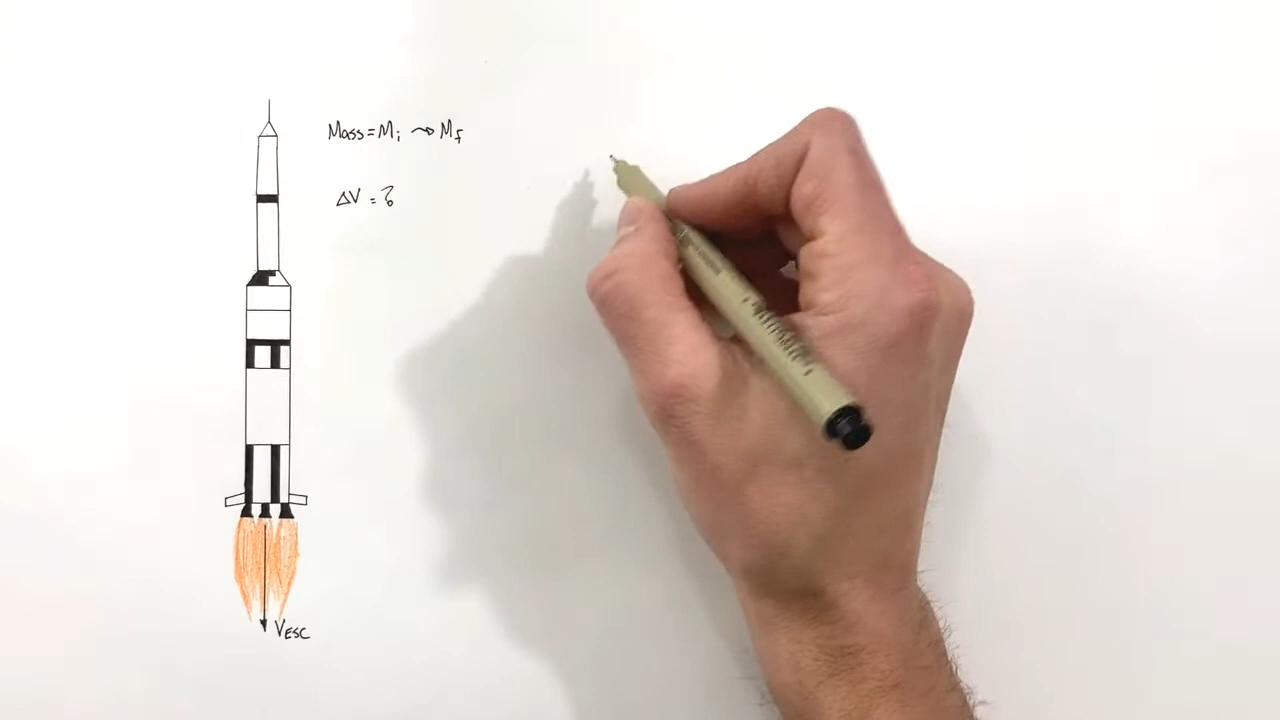 Mass = Mi ⇝ Mf
ΔV = ?
VESC